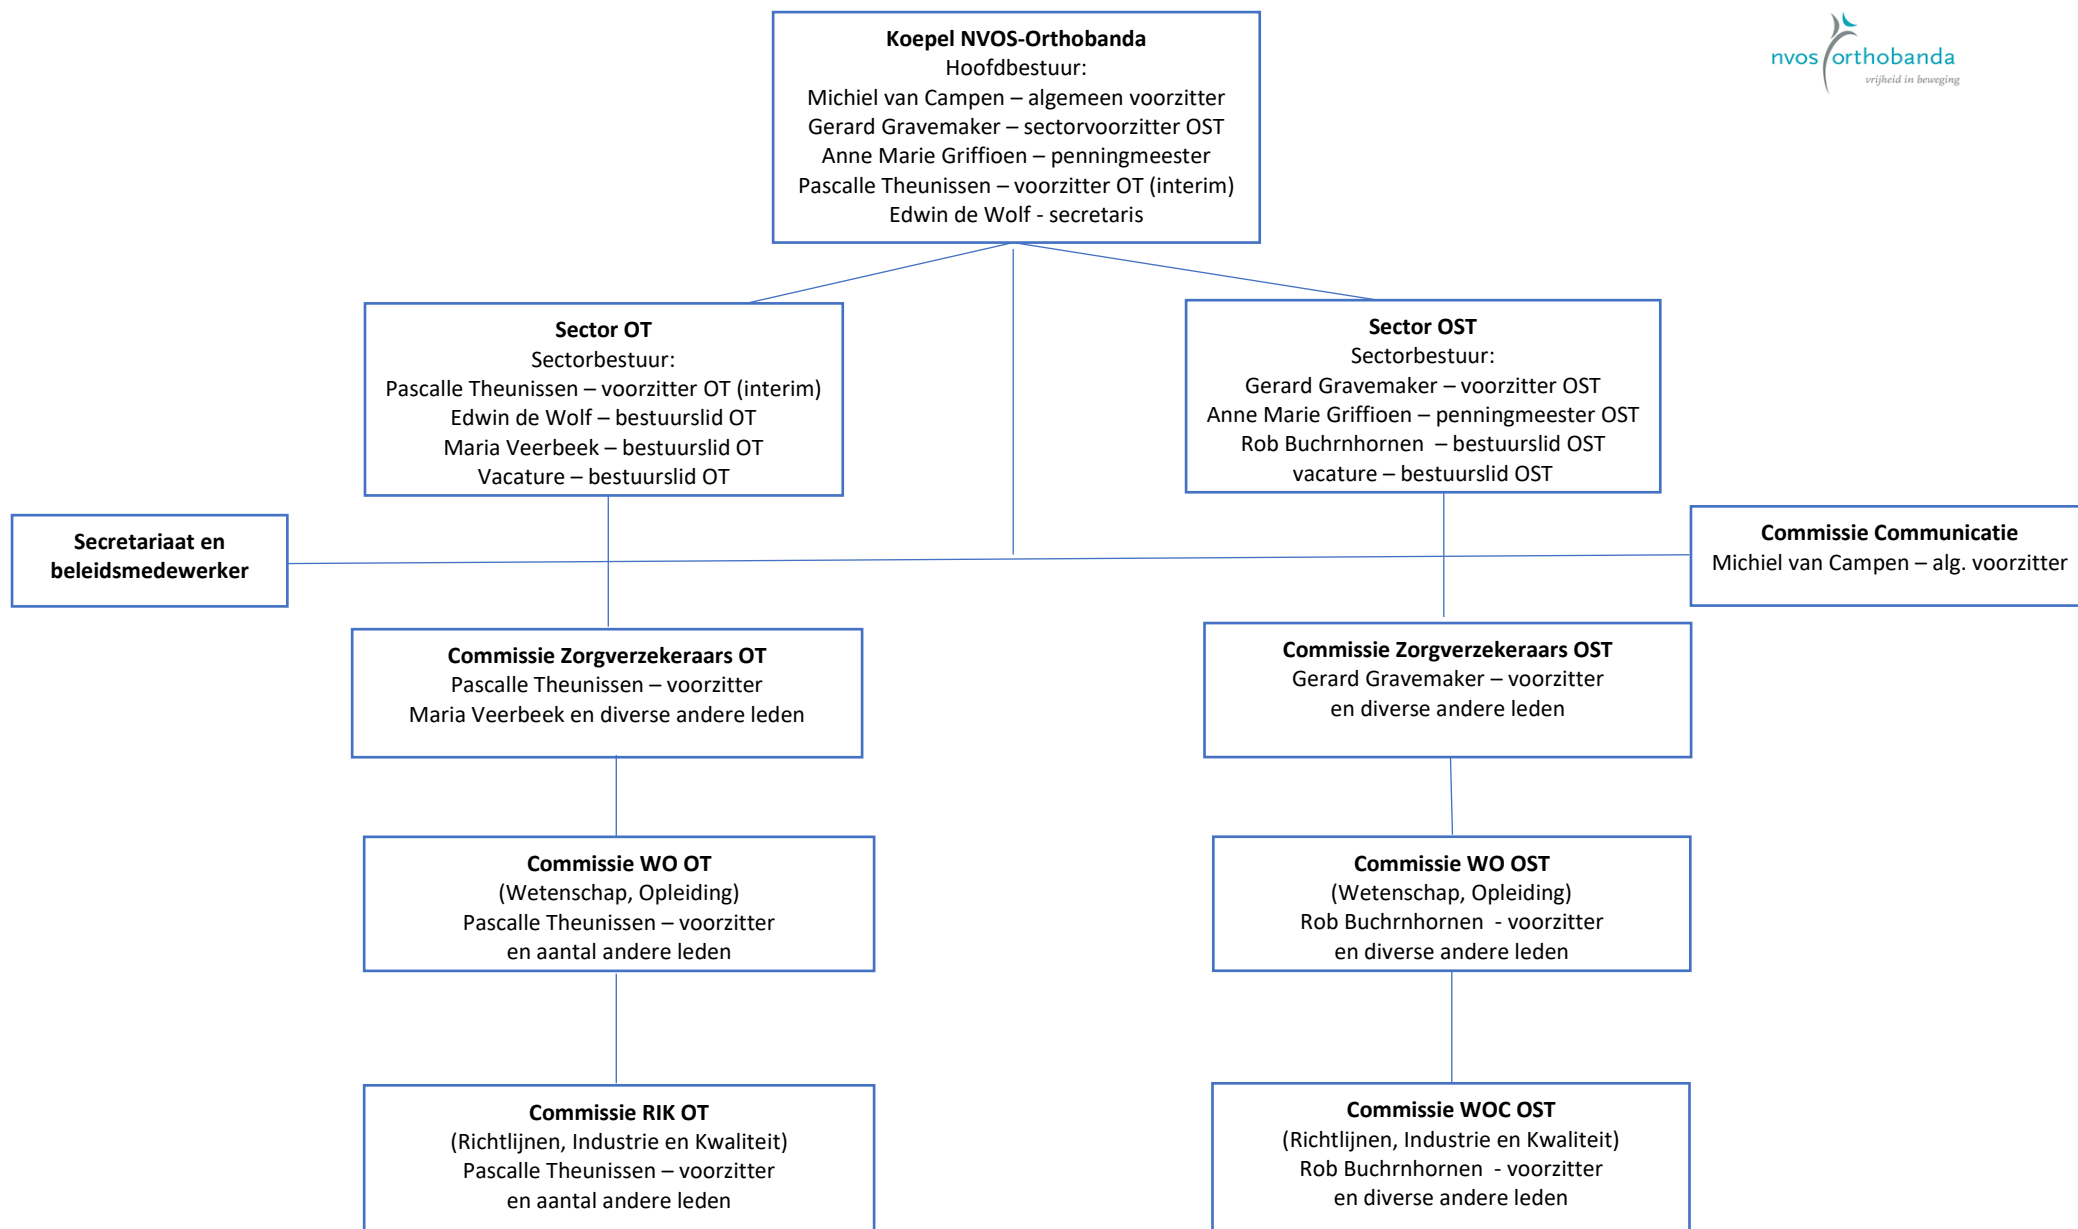 Koepel NVOS-Orthobanda
Hoofdbestuur:
Michiel van Campen – algemeen voorzitter
Gerard Gravemaker – sectorvoorzitter OST
Anne Marie Griffioen – penningmeester
Pascalle Theunissen – voorzitter OT (interim)
Edwin de Wolf - secretaris
nvos orthobanda
vrijheid in beweging
Sector OT
Sectorbestuur:
Pascalle Theunissen – voorzitter OT (interim)
Edwin de Wolf – bestuurslid OT
Maria Veerbeek – bestuurslid OT
Vacature – bestuurslid OT
Sector OST
Sectorbestuur:
Gerard Gravemaker – voorzitter OST
Anne Marie Griffioen – penningmeester OST
Rob Buchrnhornen – bestuurslid OST
vacature – bestuurslid OST
Secretariaat en
beleidsmedewerker
Commissie Communicatie
Michiel van Campen – alg. voorzitter
Commissie Zorgverzekeraars OT
Pascalle Theunissen – voorzitter
Maria Veerbeek en diverse andere leden
Commissie Zorgverzekeraars OST
Gerard Gravemaker – voorzitter
en diverse andere leden
Commissie WO OT
(Wetenschap, Opleiding)
Pascalle Theunissen – voorzitter
en aantal andere leden
Commissie WO OST
(Wetenschap, Opleiding)
Rob Buchrnhornen - voorzitter
en diverse andere leden
Commissie RIK OT
(Richtlijnen, Industrie en Kwaliteit)
Pascalle Theunissen – voorzitter
en aantal andere leden
Commissie WOC OST
(Richtlijnen, Industrie en Kwaliteit)
Rob Buchrnhornen - voorzitter
en diverse andere leden